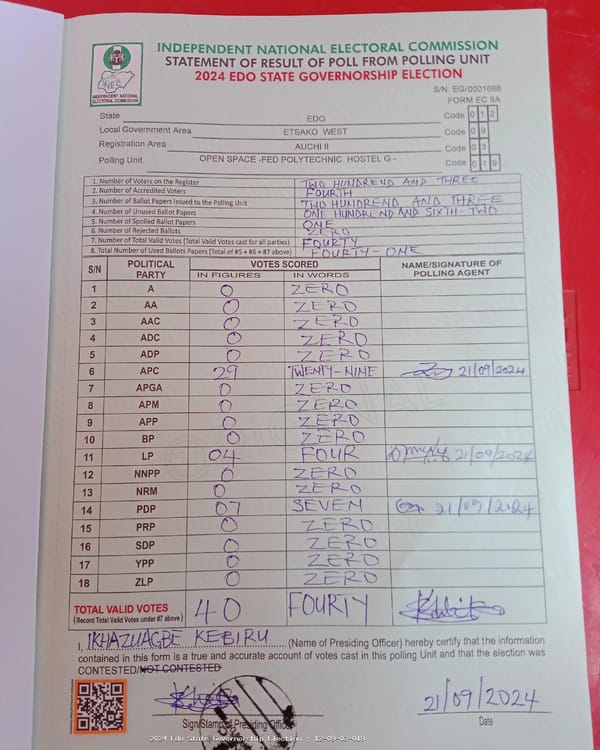 INDEPENDENT NATIONAL ELECTORAL COMMISSION
STATEMENT OF RESULT OF POLL FROM POLLING UNIT
2024 EDO STATE GOVERNORSHIP ELECTION
INEC
INDEPENDENT NATIONAL
ELECTORAL COMMISSION
S/N: EG/0001666
FORM EC 8A
State EDO Code 0 1 2
Local Government Area ETSAKO WEST Code 0 9
Registration Area AUCHI II Code 0 3
Polling Unit OPEN SPACE -FED POLYTECHNIC HOSTEL G - Code 0 1 9
1. Number of Voters on the Register TWO HUNDREND AND THREE
2. Number of Accredited Voters FOURTH
3. Number of Ballot Papers Issued to the Polling Unit TWO HUNDREND AND THREE
4. Number of Unused Ballot Papers ONE HUNDREND AND SIXTH-TWO
5. Number of Spoiled Ballot Papers ONE
6. Number of Rejected Ballots ZERO
7. Number of Total Valid Votes (Total Valid Votes cast for all parties) FOURTY
8. Total Number of Used Ballots Papers (Total of #5 + #6 + #7 above) FOURTY-ONE
S/N POLITICAL PARTY VOTES SCORED NAME/SIGNATURE OF POLLING AGENT
IN FIGURES IN WORDS
1 A 0 ZERO
2 AA 0 ZERO
3 AAC 0 ZERO
4 ADC 0 ZERO
5 ADP 0 ZERO
6 APC 29 TWENTY-NINE 21/09/2024
7 APGA 0 ZERO
8 APM 0 ZERO
9 APP 0 ZERO
10 BP 0 ZERO
11 LP 04 FOUR 21/09/2024
12 NNPP 0 ZERO
13 NRM 0 ZERO
14 PDP 07 SEVEN 21/09/2024
15 PRP 0 ZERO
16 SDP 0 ZERO
17 YPP 0 ZERO
18 ZLP 0 ZERO
TOTAL VALID VOTES 40 FOURTY
(Record Total Valid Votes under #7 above)
I, IKHAZUAGBE KEBIRU (Name of Presiding Officer) hereby certify that the information
contained in this form is a true and accurate account of votes cast in this polling Unit and that the election was
CONTESTED/NOT CONTESTED
21/09/2024
Sign/Stamp of Presiding Officer Date
2024 Edo State Governorship Election : 12-09-03-019